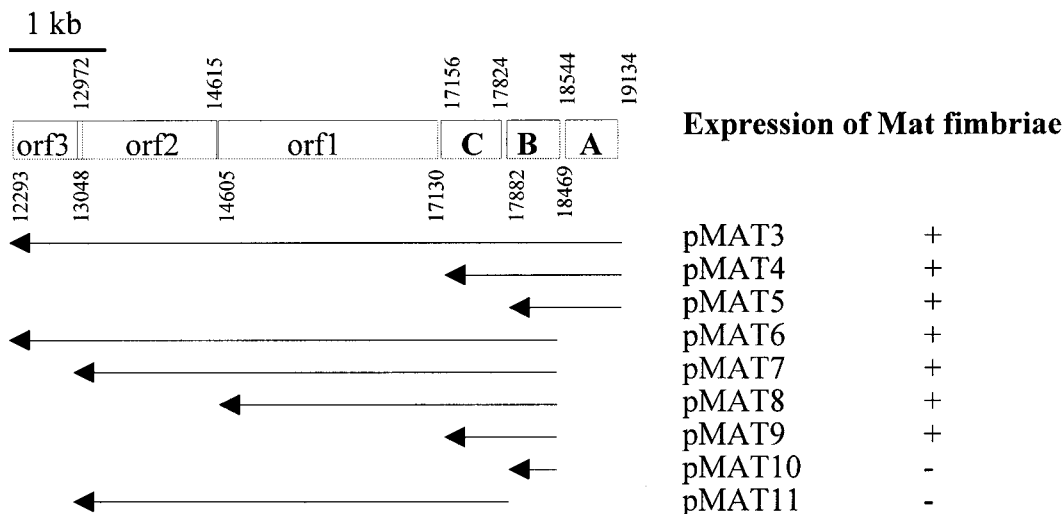 1 kb
12972 14615 17156 17824 18544 19134
orf3 orf2 orf1 C B A
Expression of Mat fimbriae
12293 13048 14605 17130 17882 18469
pMAT3 +
pMAT4 +
pMAT5 +
pMAT6 +
pMAT7 +
pMAT8 +
pMAT9 +
pMAT10 -
pMAT11 -